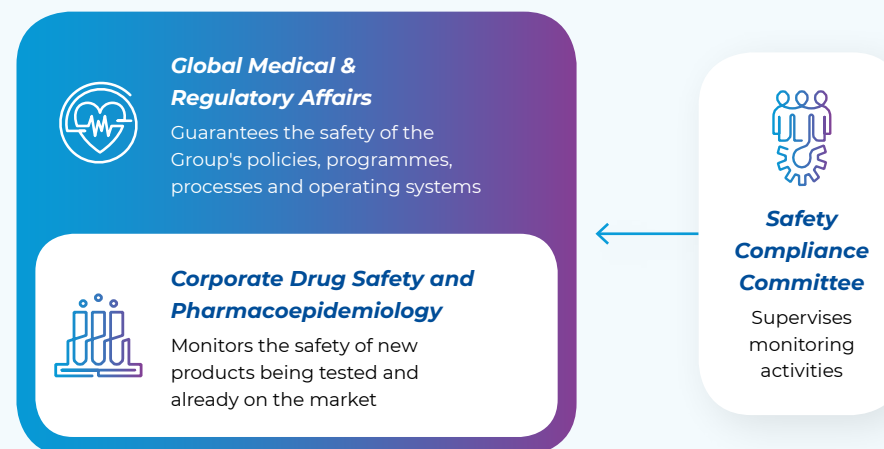 Global Medical &
Regulatory Affairs
Guarantees the safety of the
Group's policies, programmes,
processes and operating systems
Corporate Drug Safety and
Pharmacoepidemiology
Monitors the safety of new
products being tested and
already on the market
Safety
Compliance
Committee
Supervises
monitoring
activities